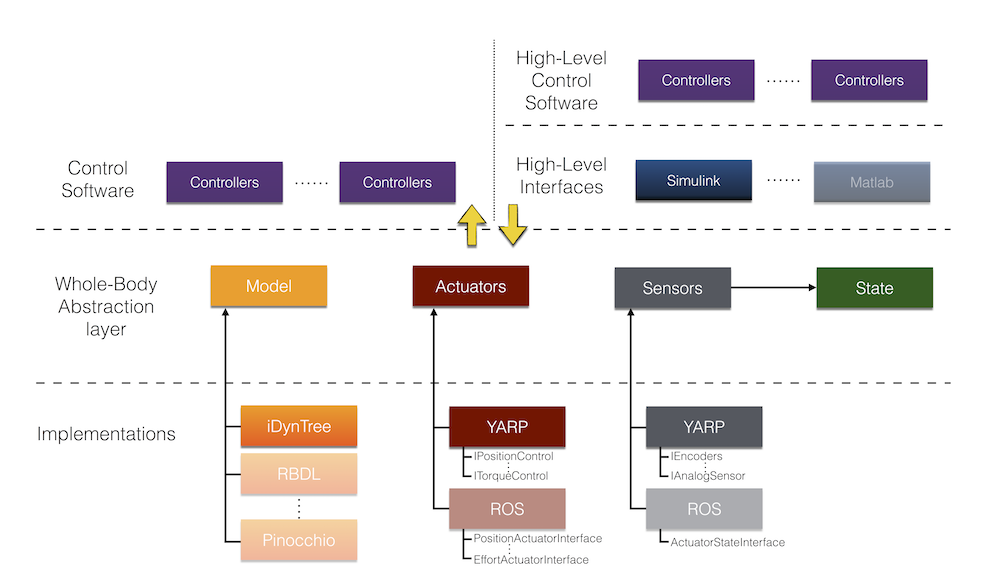 High-Level
Control
Software
Controllers
......
Controllers
Control
Software
Controllers
......
Controllers
High-Level
Interfaces
Simulink
......
Matlab
Whole-Body
Abstraction
layer
Model
Actuators
Sensors
State
Implementations
iDynTree
RBDL
Pinocchio
YARP
IPositionControl
ITorqueControl
ROS
PositionActuatorInterface
EffortActuatorInterface
YARP
IEncoders
IAnalogSensor
ROS
ActuatorStateInterface